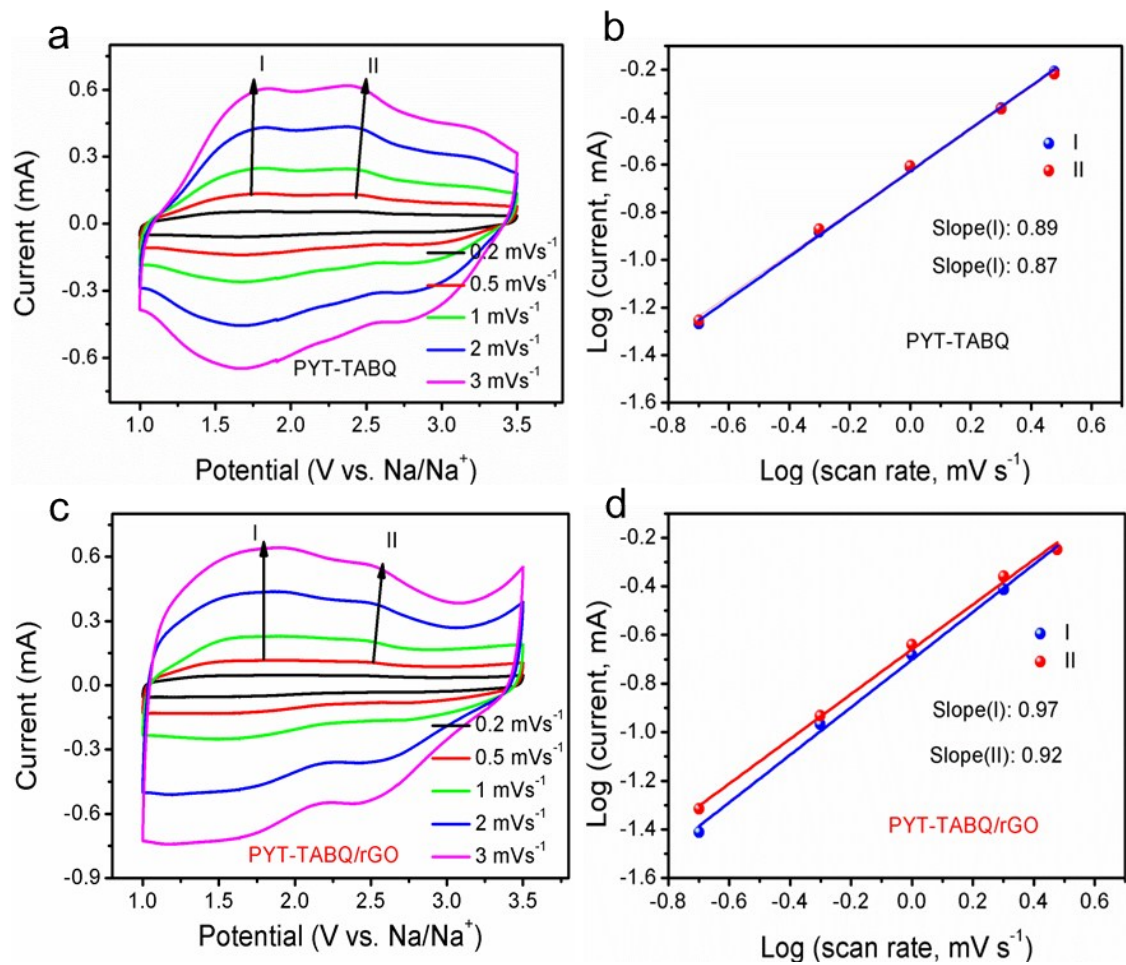 a
I
II
Current (mA)
0.6
0.3
0.0
-0.3
-0.6
0.2 mVs⁻¹
0.5 mVs⁻¹
1 mVs⁻¹
2 mVs⁻¹
3 mVs⁻¹
PYT-TABQ
1.0 1.5 2.0 2.5 3.0 3.5
Potential (V vs. Na/Na⁺)
b
Log (current, mA)
-0.2
-0.4
-0.6
-0.8
-1.0
-1.2
-1.4
-1.6
I
II
Slope(I): 0.89
Slope(I): 0.87
PYT-TABQ
-0.8 -0.6 -0.4 -0.2 0.0 0.2 0.4 0.6
Log (scan rate, mV s⁻¹)
c
I
II
Current (mA)
0.6
0.3
0.0
-0.3
-0.6
-0.9
0.2 mVs⁻¹
0.5 mVs⁻¹
1 mVs⁻¹
2 mVs⁻¹
3 mVs⁻¹
PYT-TABQ/rGO
1.0 1.5 2.0 2.5 3.0 3.5
Potential (V vs. Na/Na⁺)
d
Log (current, mA)
-0.2
-0.4
-0.6
-0.8
-1.0
-1.2
-1.4
-1.6
I
II
Slope(I): 0.97
Slope(II): 0.92
PYT-TABQ/rGO
-0.8 -0.6 -0.4 -0.2 0.0 0.2 0.4 0.6
Log (scan rate, mV s⁻¹)